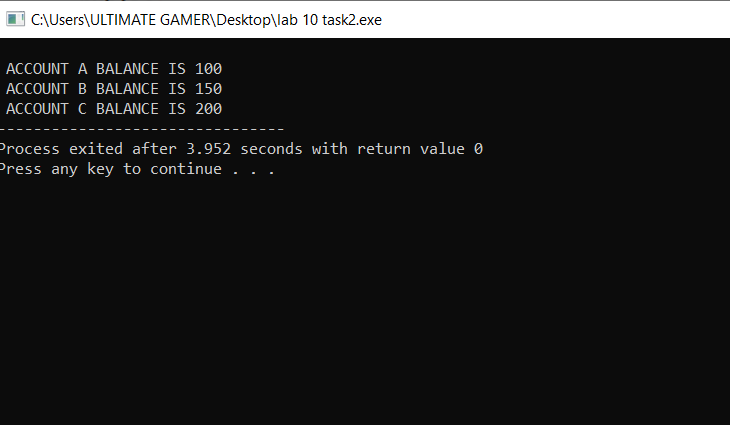 C:\Users\ULTIMATE GAMER\Desktop\lab 10 task2.exe
ACCOUNT A BALANCE IS 100
ACCOUNT B BALANCE IS 150
ACCOUNT C BALANCE IS 200
--------------------------------
Process exited after 3.952 seconds with return value 0
Press any key to continue . . .